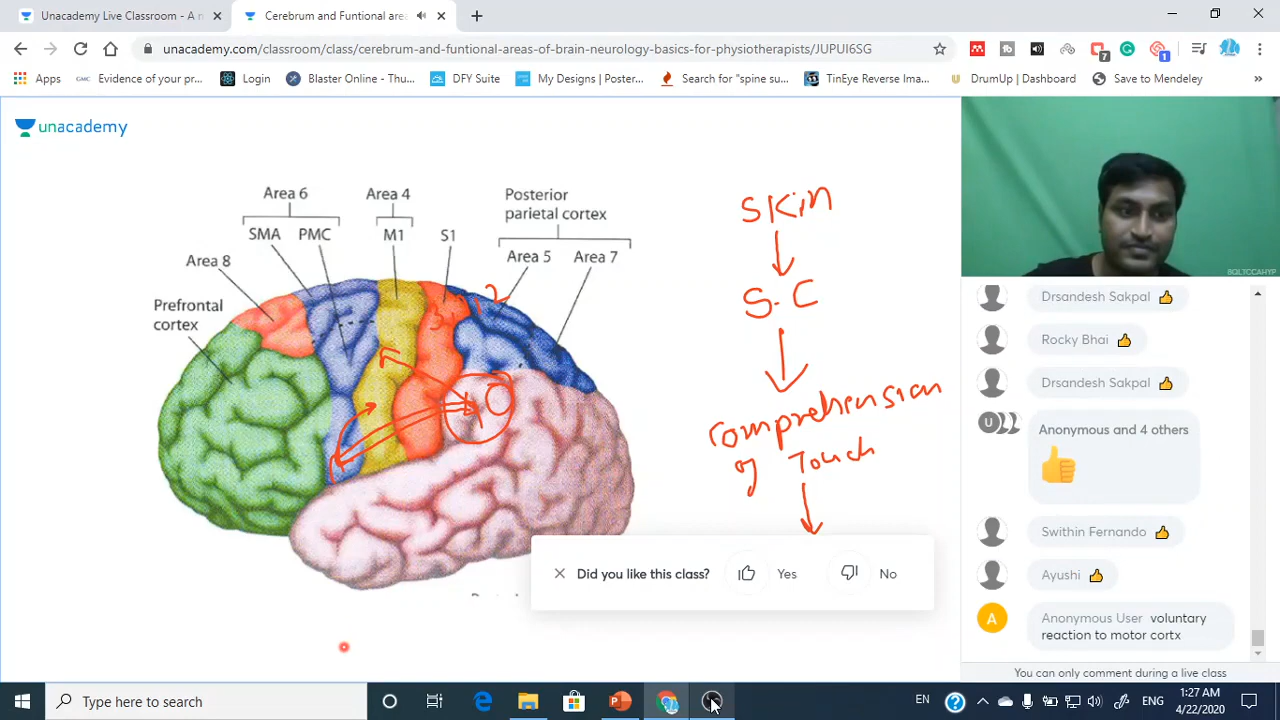 Unacademy Live Classroom - A n
Cerebrum and Funtional area
unacademy.com/classroom/class/cerebrum-and-funtional-areas-of-brain-neurology-basics-for-physiotherapists/JUPUI6SG
7
1
Apps
GMC Evidence of your pr...
Login
Blaster Online - Thu...
DFY Suite
My Designs | Poster...
Search for "spine su...
TinEye Reverse Ima...
DrumUp | Dashboard
Save to Mendeley
»
unacademy
Area 6
Area 4
Posterior
parietal cortex
SMA
PMC
M1
S1
Area 5
Area 7
Area 8
Prefrontal
cortex
Skin
S.C
Comprehension
of Touch
Did you like this class?
Yes
No
SQLTCCAHYP
Drsandesh Sakpal
Rocky Bhai
Drsandesh Sakpal
U
Anonymous and 4 others
Swithin Fernando
Ayushi
A
Anonymous User voluntary
reaction to motor cortx
You can only comment during a live class
Type here to search
EN
ENG
1:27 AM
4/22/2020